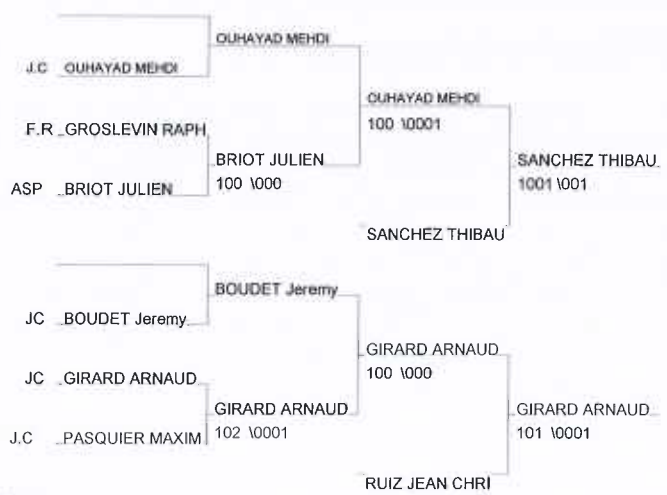 OUHAYAD MEHDI
J.C OUHAYAD MEHDI
OUHAYAD MEHDI
100 \0001
F.R GROSLEVIN RAPH
BRIOT JULIEN
100 \000
SANCHEZ THIBAU
1001 \001
ASP BRIOT JULIEN
SANCHEZ THIBAU
BOUDET Jeremy
JC BOUDET Jeremy
GIRARD ARNAUD
100 \000
JC GIRARD ARNAUD
GIRARD ARNAUD
102 \0001
GIRARD ARNAUD
101 \0001
J.C PASQUIER MAXIM
RUIZ JEAN CHRI